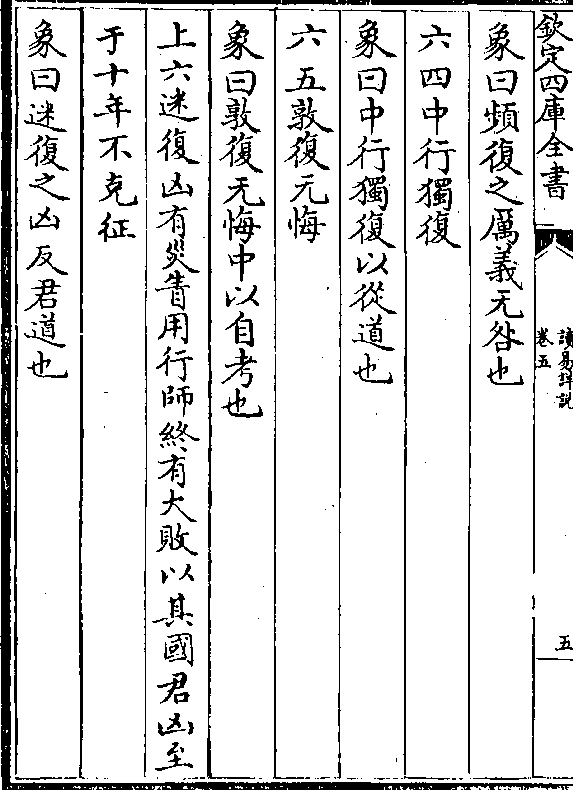 欽定四庫全書
讀易詳說
卷五
五
象曰頻復之厲義无咎也
六四中行獨復
象曰中行獨復以從道也
六五敦復无悔
象曰敦復无悔中以自考也
上六迷復凶有災眚用行師終有大敗以其國君凶至
于十年不克征
象曰迷復之凶反君道也